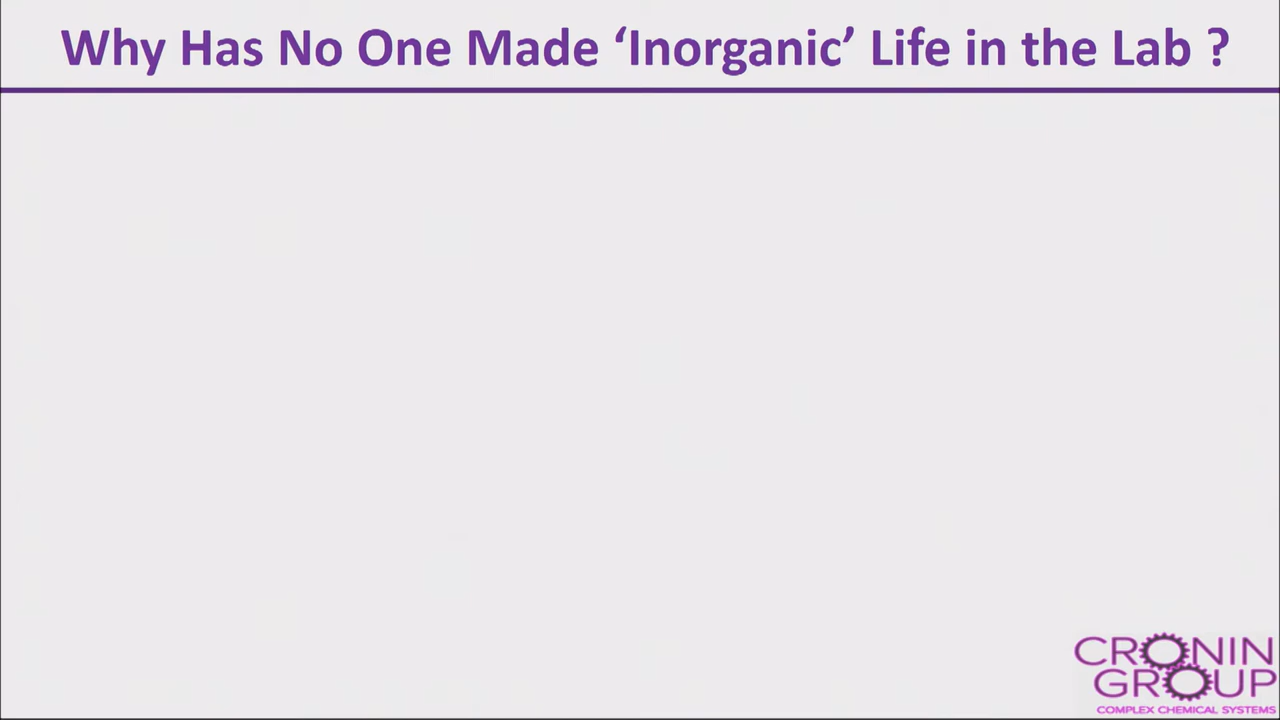 Why Has No One Made ‘Inorganic’ Life in the Lab ?
CRONIN
GROUP
COMPLEX CHEMICAL SYSTEMS